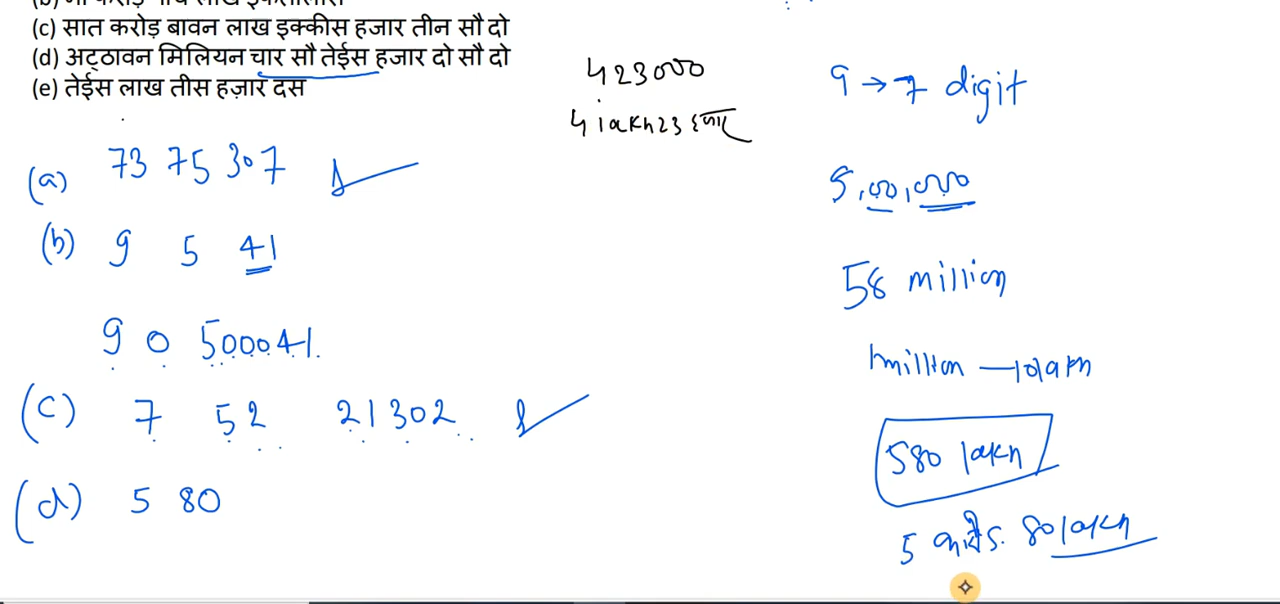 (c) सात करोड़ बावन लाख इक्कीस हजार तीन सौ दो
(d) अट्ठावन मिलियन चार सौ तेईस हजार दो सौ दो
(e) तेईस लाख तीस हज़ार दस
423000
4 lakh 23 हजार
9 → 7 digit
(a) 73 75 307
5,00,000
(b) 9 5 41
58 million
9 0 500041.
1 million — 10 lakh
(c) 7 52 21302
580 lakh
(d) 5 80
5 करोड़. 80 lakh